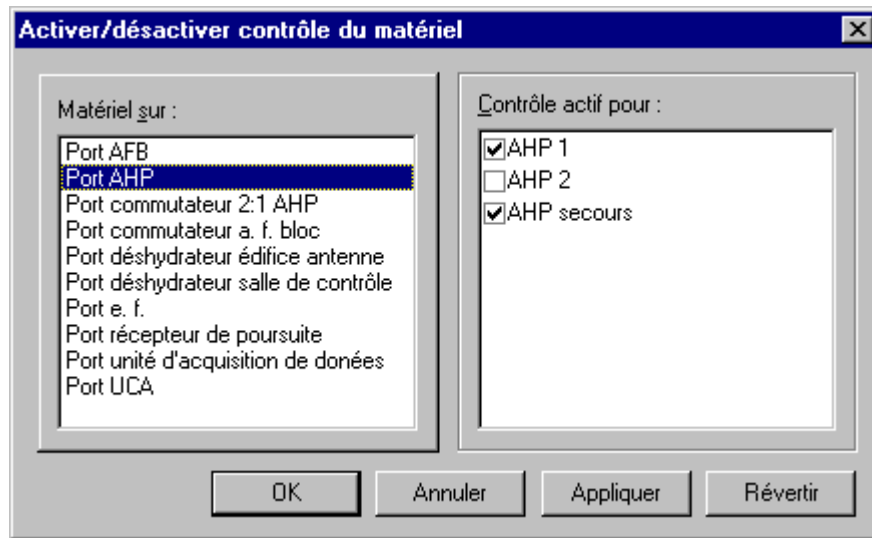 Activer/désactiver contrôle du matériel
Matériel sur :
Port AFB
Port AHP
Port commutateur 2:1 AHP
Port commutateur a. f. bloc
Port déshydrateur édifice antenne
Port déshydrateur salle de contrôle
Port e. f.
Port récepteur de poursuite
Port unité d'acquisition de donées
Port UCA
Contrôle actif pour :
AHP 1
AHP 2
AHP secours
OK
Annuler
Appliquer
Révertir